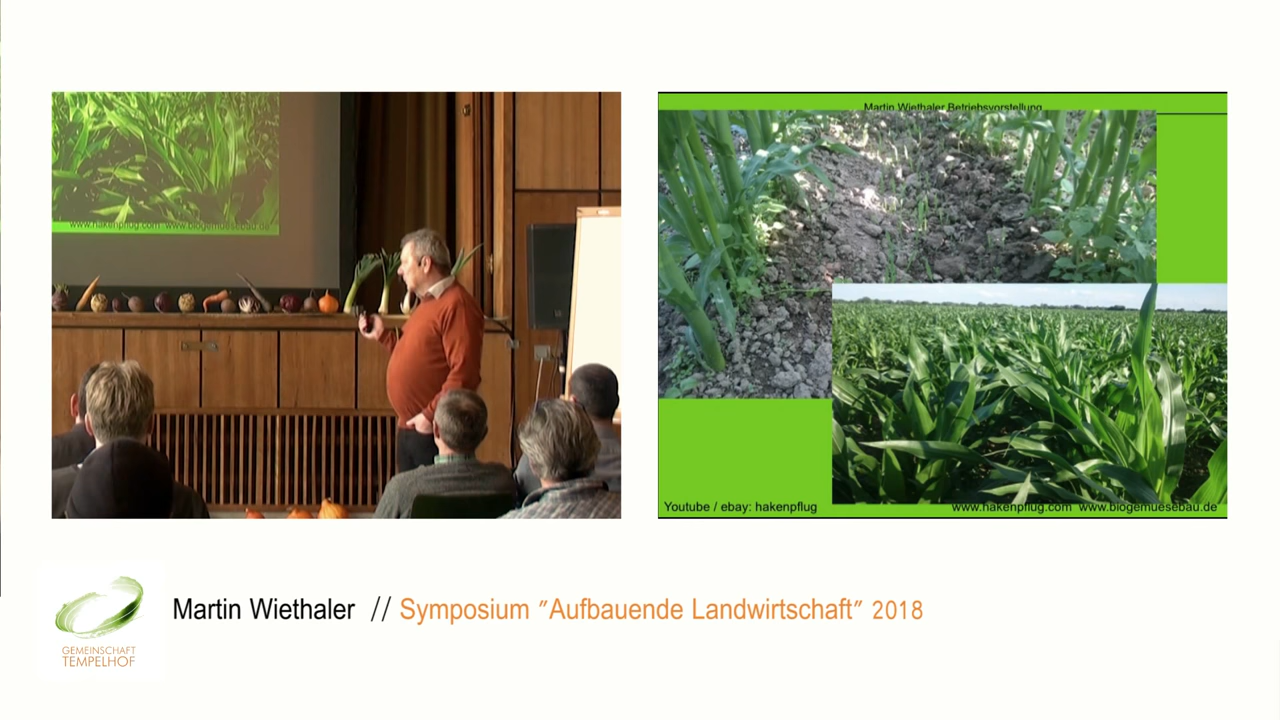 Martin Wiethaler Betriebsvorstellung
www.hakenpflug.com www.biogemuesebau.de
Youtube / ebay: hakenpflug
www.hakenpflug.com www.biogemuesebau.de
GEMEINSCHAFT
TEMPELHOF
Martin Wiethaler // Symposium "Aufbauende Landwirtschaft" 2018